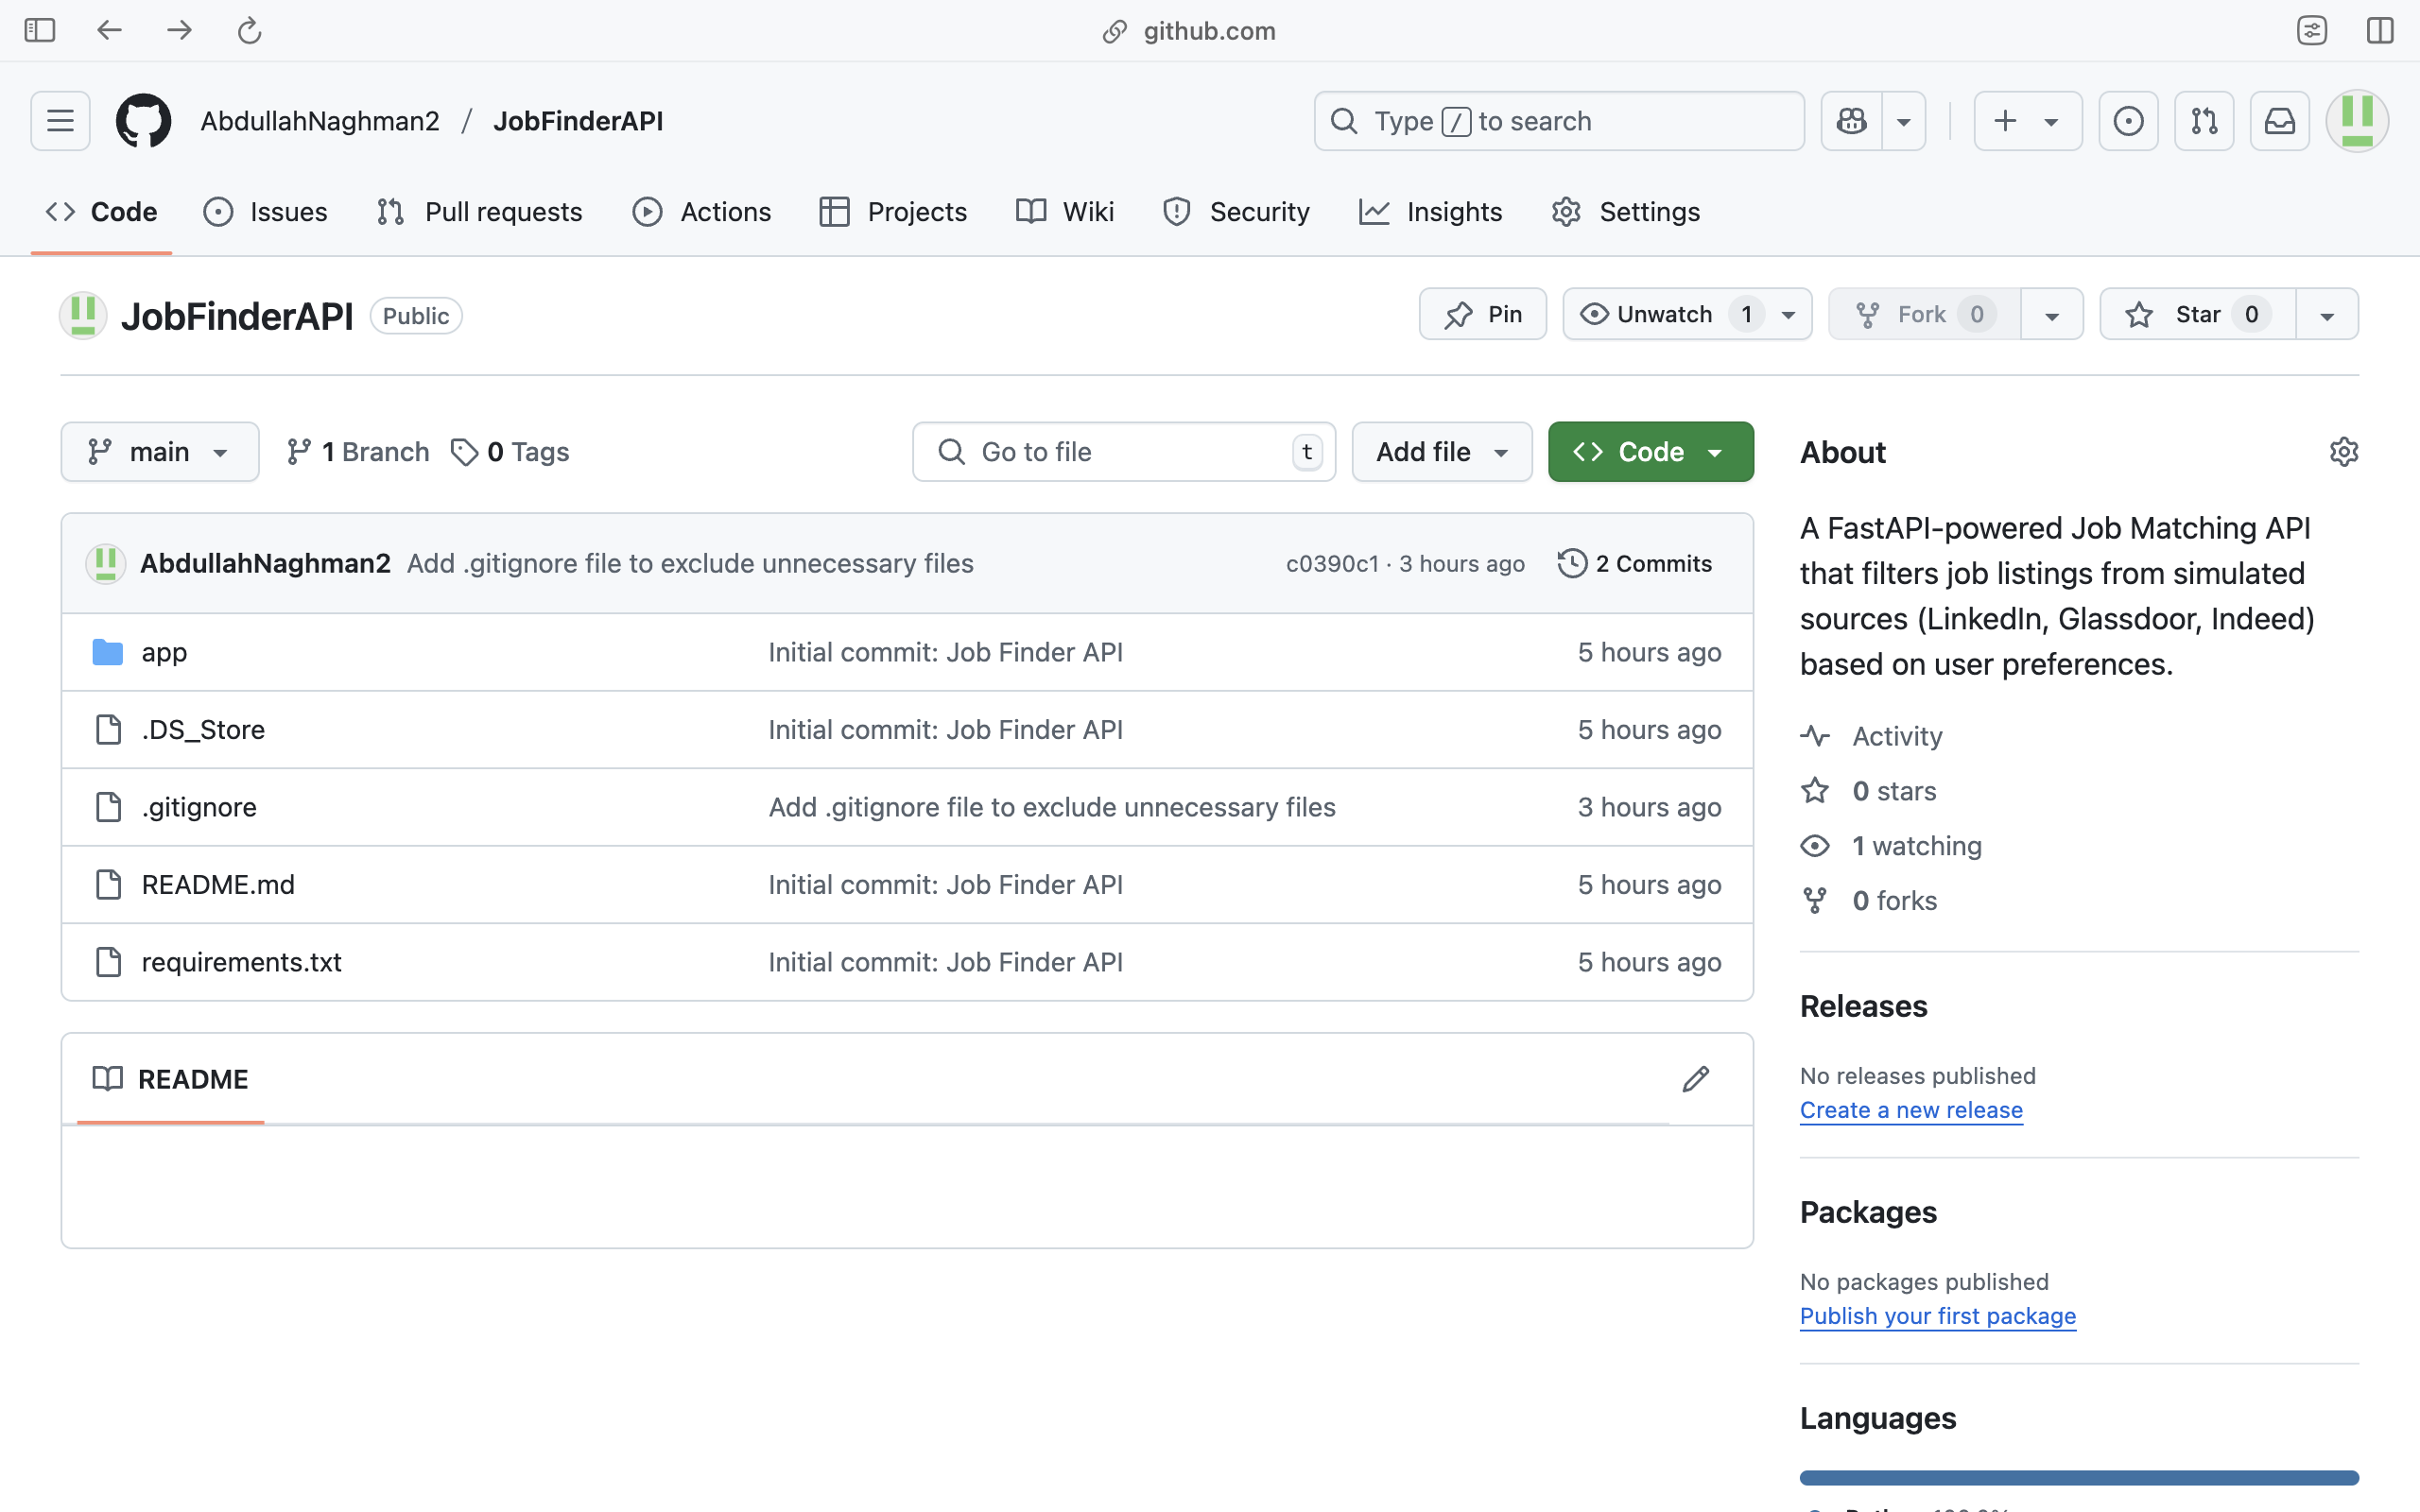 github.com
AbdullahNaghman2 / JobFinderAPI
Type / to search
Code Issues Pull requests Actions Projects Wiki Security Insights Settings
JobFinderAPI Public
Pin Unwatch 1 Fork 0 Star 0
main 1 Branch 0 Tags Go to file t Add file Code
AbdullahNaghman2 Add .gitignore file to exclude unnecessary files c0390c1 · 3 hours ago 2 Commits
app Initial commit: Job Finder API 5 hours ago
.DS_Store Initial commit: Job Finder API 5 hours ago
.gitignore Add .gitignore file to exclude unnecessary files 3 hours ago
README.md Initial commit: Job Finder API 5 hours ago
requirements.txt Initial commit: Job Finder API 5 hours ago
README
About
A FastAPI-powered Job Matching API
that filters job listings from simulated
sources (LinkedIn, Glassdoor, Indeed)
based on user preferences.
Activity
0 stars
1 watching
0 forks
Releases
No releases published
Create a new release
Packages
No packages published
Publish your first package
Languages